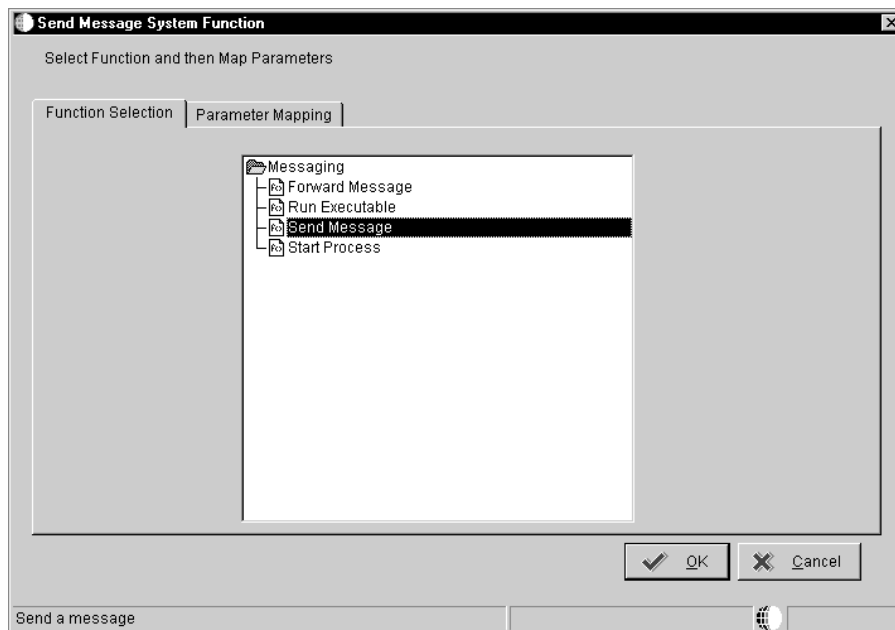 Send Message System Function
Select Function and then Map Parameters
Function Selection
Parameter Mapping
Messaging
Forward Message
Run Executable
Send Message
Start Process
OK
Cancel
Send a message